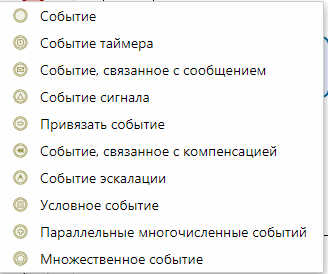 Событие
Событие таймера
Событие, связанное с сообщением
Событие сигнала
Привязать событие
Событие, связанное с компенсацией
Событие эскалации
Условное событие
Параллельные многочисленные событий
Множественное событие